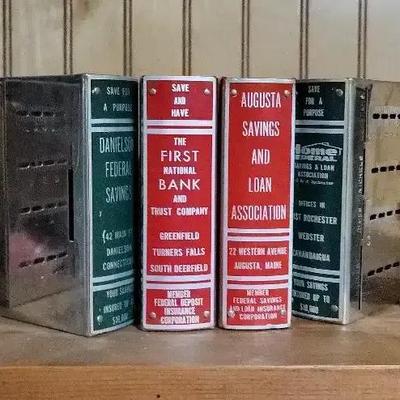 SAVE FOR
A
PURPOSE
DANIELSON
FEDERAL
SAVINGS
42 MAIN ST
DANIELSON
CONNECTICUT
YOUR SAVINGS
INSURED UP TO
$10,000
SAVE
AND
HAVE
THE
FIRST
NATIONAL
BANK
AND
TRUST COMPANY
GREENFIELD
TURNERS FALLS
SOUTH DEERFIELD
MEMBER
FEDERAL DEPOSIT
INSURANCE
CORPORATION
AUGUSTA
SAVINGS
AND
LOAN
ASSOCIATION
22 WESTERN AVENUE
AUGUSTA, MAINE
MEMBER
FEDERAL SAVINGS
AND LOAN INSURANCE
CORPORATION
SAVE
FOR A
PURPOSE
Home
FEDERAL
SAVINGS & LOAN
ASSOCIATION
OFFICES IN
EAST ROCHESTER
WEBSTER
CANANDAIGUA
YOUR SAVINGS
INSURED UP TO
$10,000